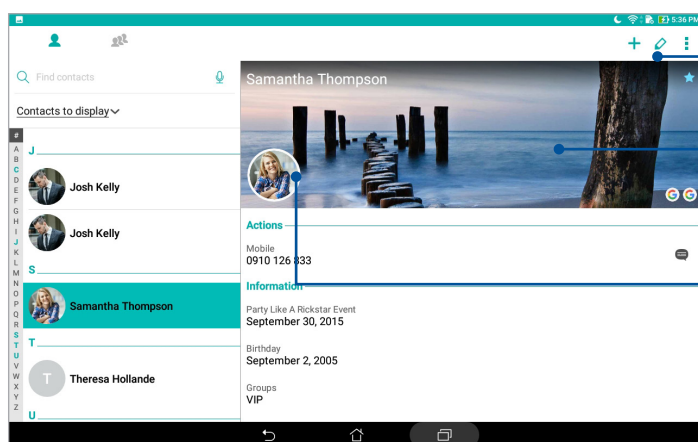 5:36 PM
Find contacts
Contacts to display
#
A
B
C
D
E
F
G
H
I
J
K
L
M
N
O
P
Q
R
S
T
U
V
W
X
Y
Z
J
Josh Kelly
Josh Kelly
S
Samantha Thompson
T
T
Theresa Hollande
U
Samantha Thompson
G G
Actions
Mobile
0910 126 833
Information
Party Like A Rickstar Event
September 30, 2015
Birthday
September 2, 2005
Groups
VIP